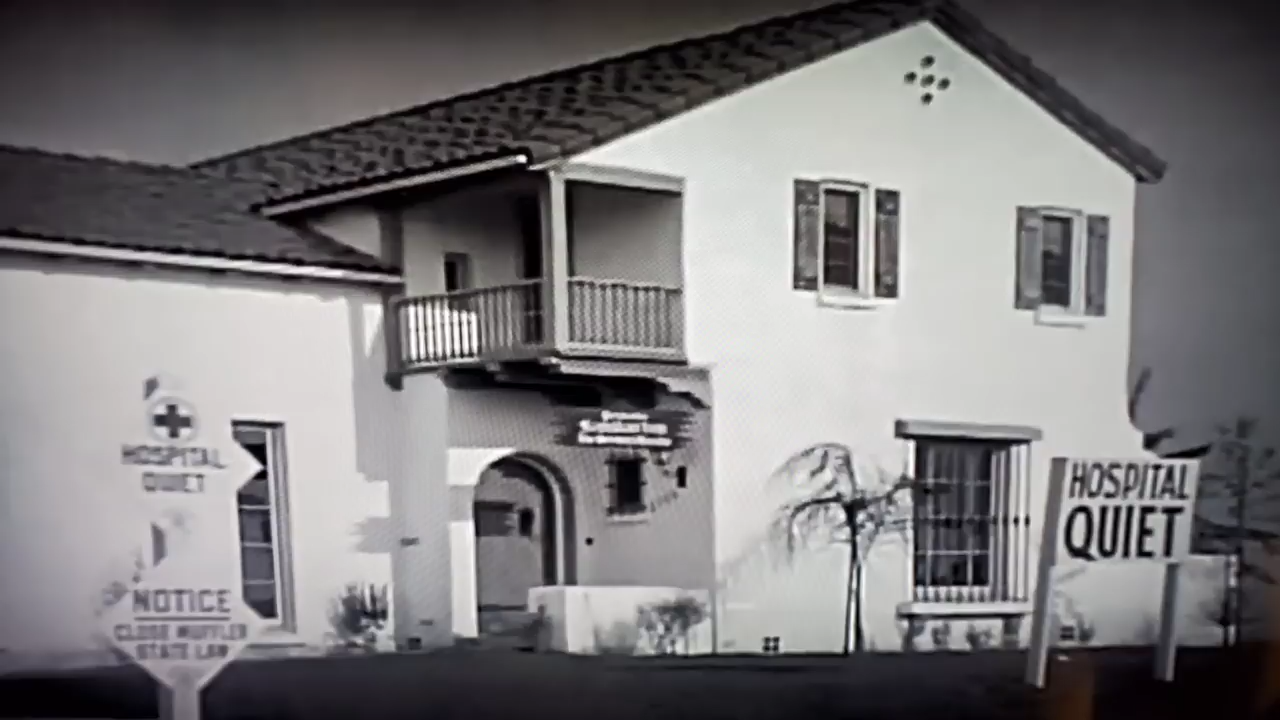 HOSPITAL
QUIET
NOTICE
CLOSE MUFFLER
STATE LAW
HOSPITAL
QUIET